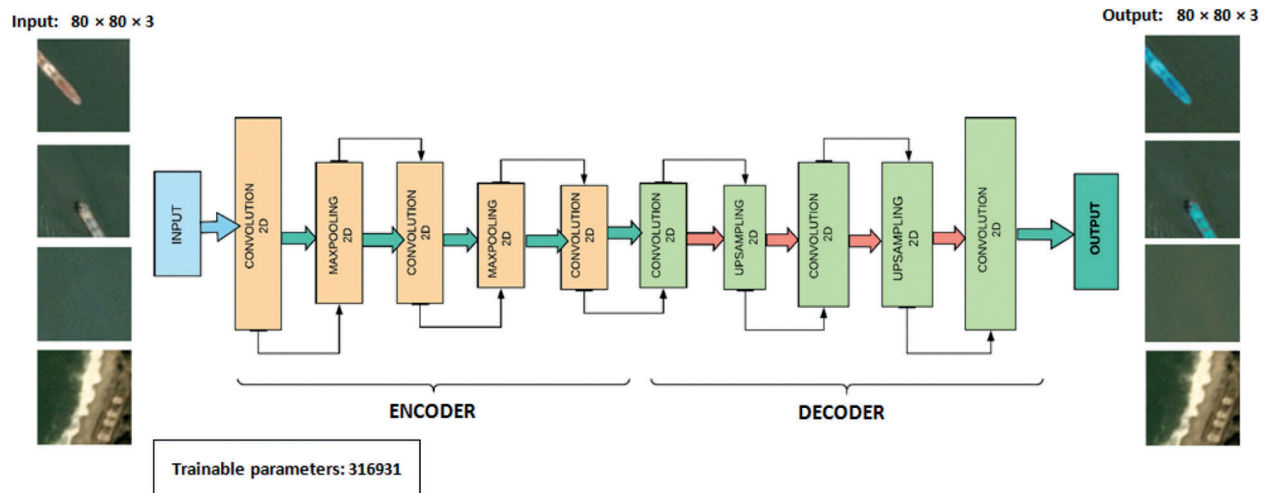 Input: 80 × 80 × 3
Output: 80 × 80 × 3
INPUT
CONVOLUTION
2D
MAXPOOLING
2D
CONVOLUTION
2D
MAXPOOLING
2D
CONVOLUTION
2D
CONVOLUTION
2D
UPSAMPLING
2D
CONVOLUTION
2D
UPSAMPLING
2D
CONVOLUTION
2D
OUTPUT
ENCODER
DECODER
Trainable parameters: 316931